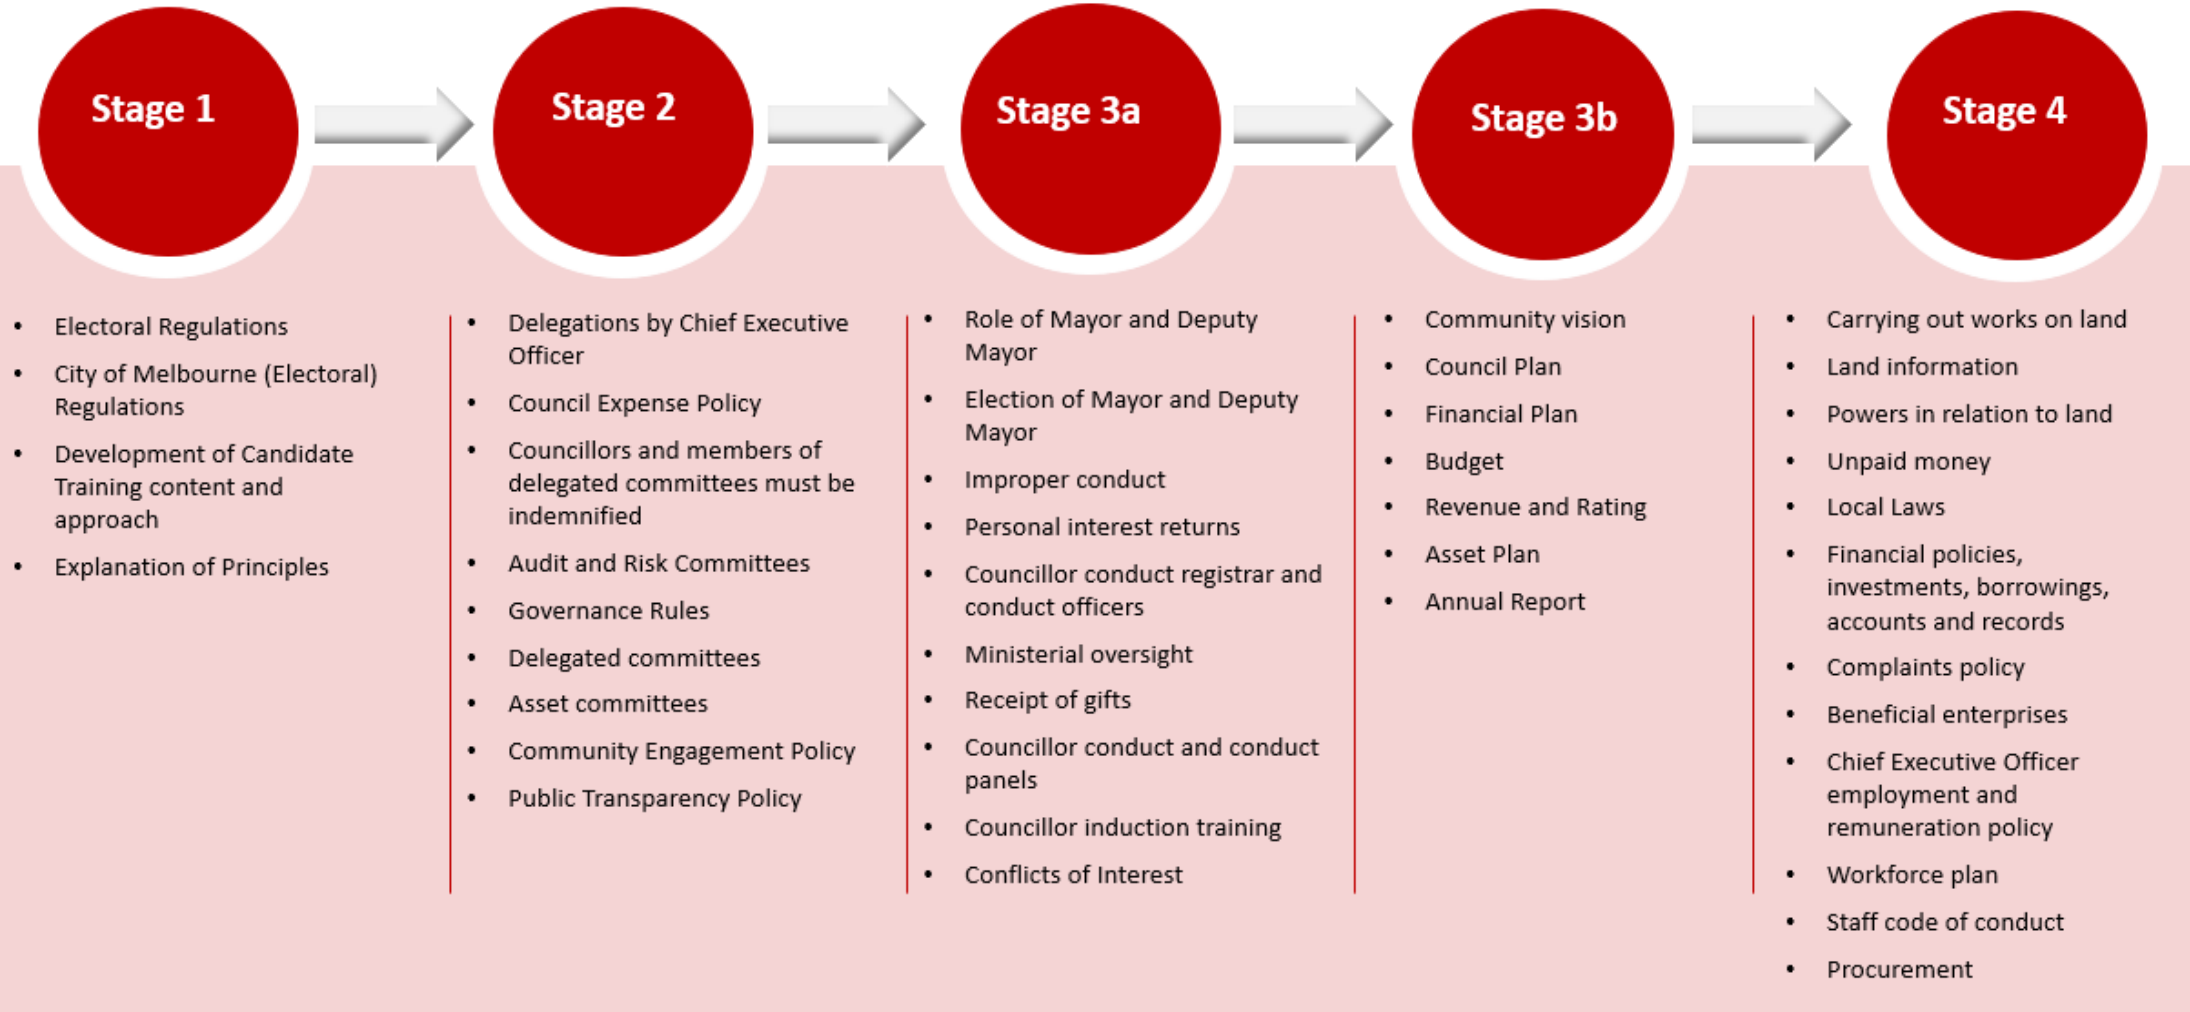 Stage 1
Stage 2
Stage 3a
Stage 3b
Stage 4
• Electoral Regulations
• City of Melbourne (Electoral)
Regulations
• Development of Candidate
Training content and
approach
• Explanation of Principles
• Delegations by Chief Executive
Officer
• Council Expense Policy
• Councillors and members of
delegated committees must be
indemnified
• Audit and Risk Committees
• Governance Rules
• Delegated committees
• Asset committees
• Community Engagement Policy
• Public Transparency Policy
• Role of Mayor and Deputy
Mayor
• Election of Mayor and Deputy
Mayor
• Improper conduct
• Personal interest returns
• Councillor conduct registrar and
conduct officers
• Ministerial oversight
• Receipt of gifts
• Councillor conduct and conduct
panels
• Councillor induction training
• Conflicts of Interest
• Community vision
• Council Plan
• Financial Plan
• Budget
• Revenue and Rating
• Asset Plan
• Annual Report
• Carrying out works on land
• Land information
• Powers in relation to land
• Unpaid money
• Local Laws
• Financial policies,
investments, borrowings,
accounts and records
• Complaints policy
• Beneficial enterprises
• Chief Executive Officer
employment and
remuneration policy
• Workforce plan
• Staff code of conduct
• Procurement